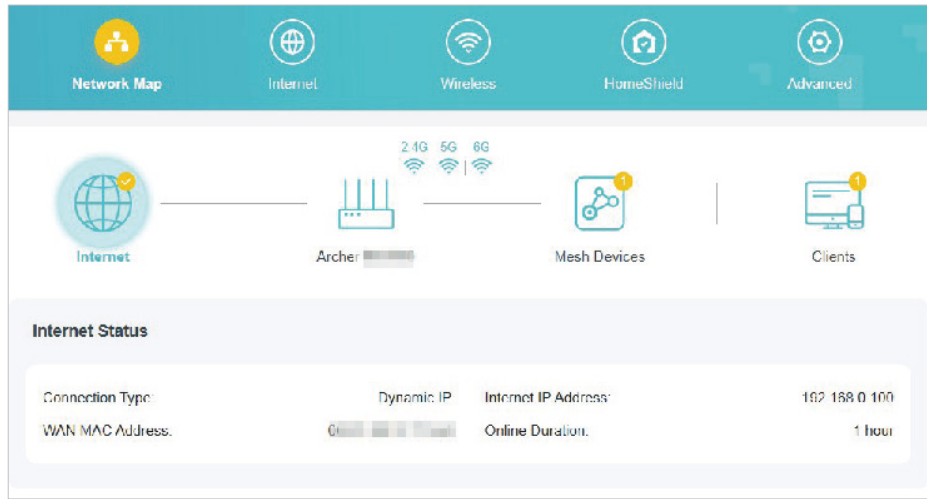 Network Map Internet Wireless HomeShield Advanced
2.4G 5G 6G
1 1
Internet Archer Mesh Devices Clients
Internet Status
Connection Type: Dynamic IP Internet IP Address: 192.168.0.100
WAN MAC Address: Online Duration: 1 hour